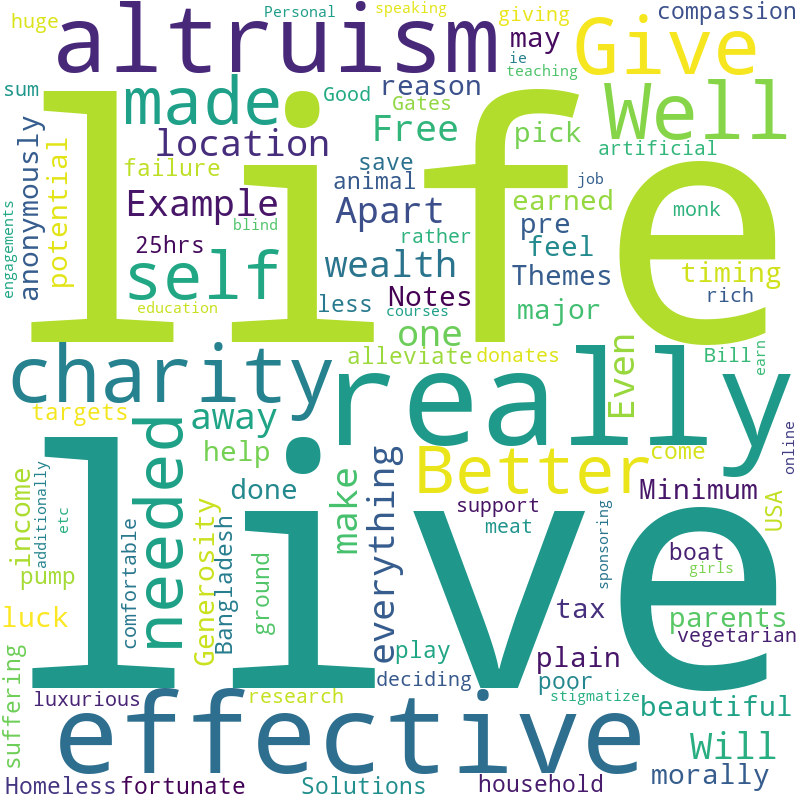 huge
Personal
speaking
giving
compassion
altruism
may
Give
ie
teaching
sum
made
Good
reason
Gates
Free
pick
Well
artificial
anonymously
location
potential
failure
save
animal
job
life
Example
blind
25hrs
Apart
rather
earned
pre
feel
monk
engagements
self
education
wealth
less
Notes
courses
Themes
timing
rich
major
one
charity
alleviate
donates
Even
Bill
earn
really
targets
away
needed
help
Better
come
online
income
additionally
etc
done
make
everything
Minimum
USA
support
meat
sponsoring
boat
girls
pump
comfortable
Generosity
Bangladesh
ground
live
luck
tax
parents
vegetarian
play
plain
suffering
deciding
poor
luxurious
research
stigmatize
beautiful
effective
Will
morally
Homeless
fortunate
Solutions
household